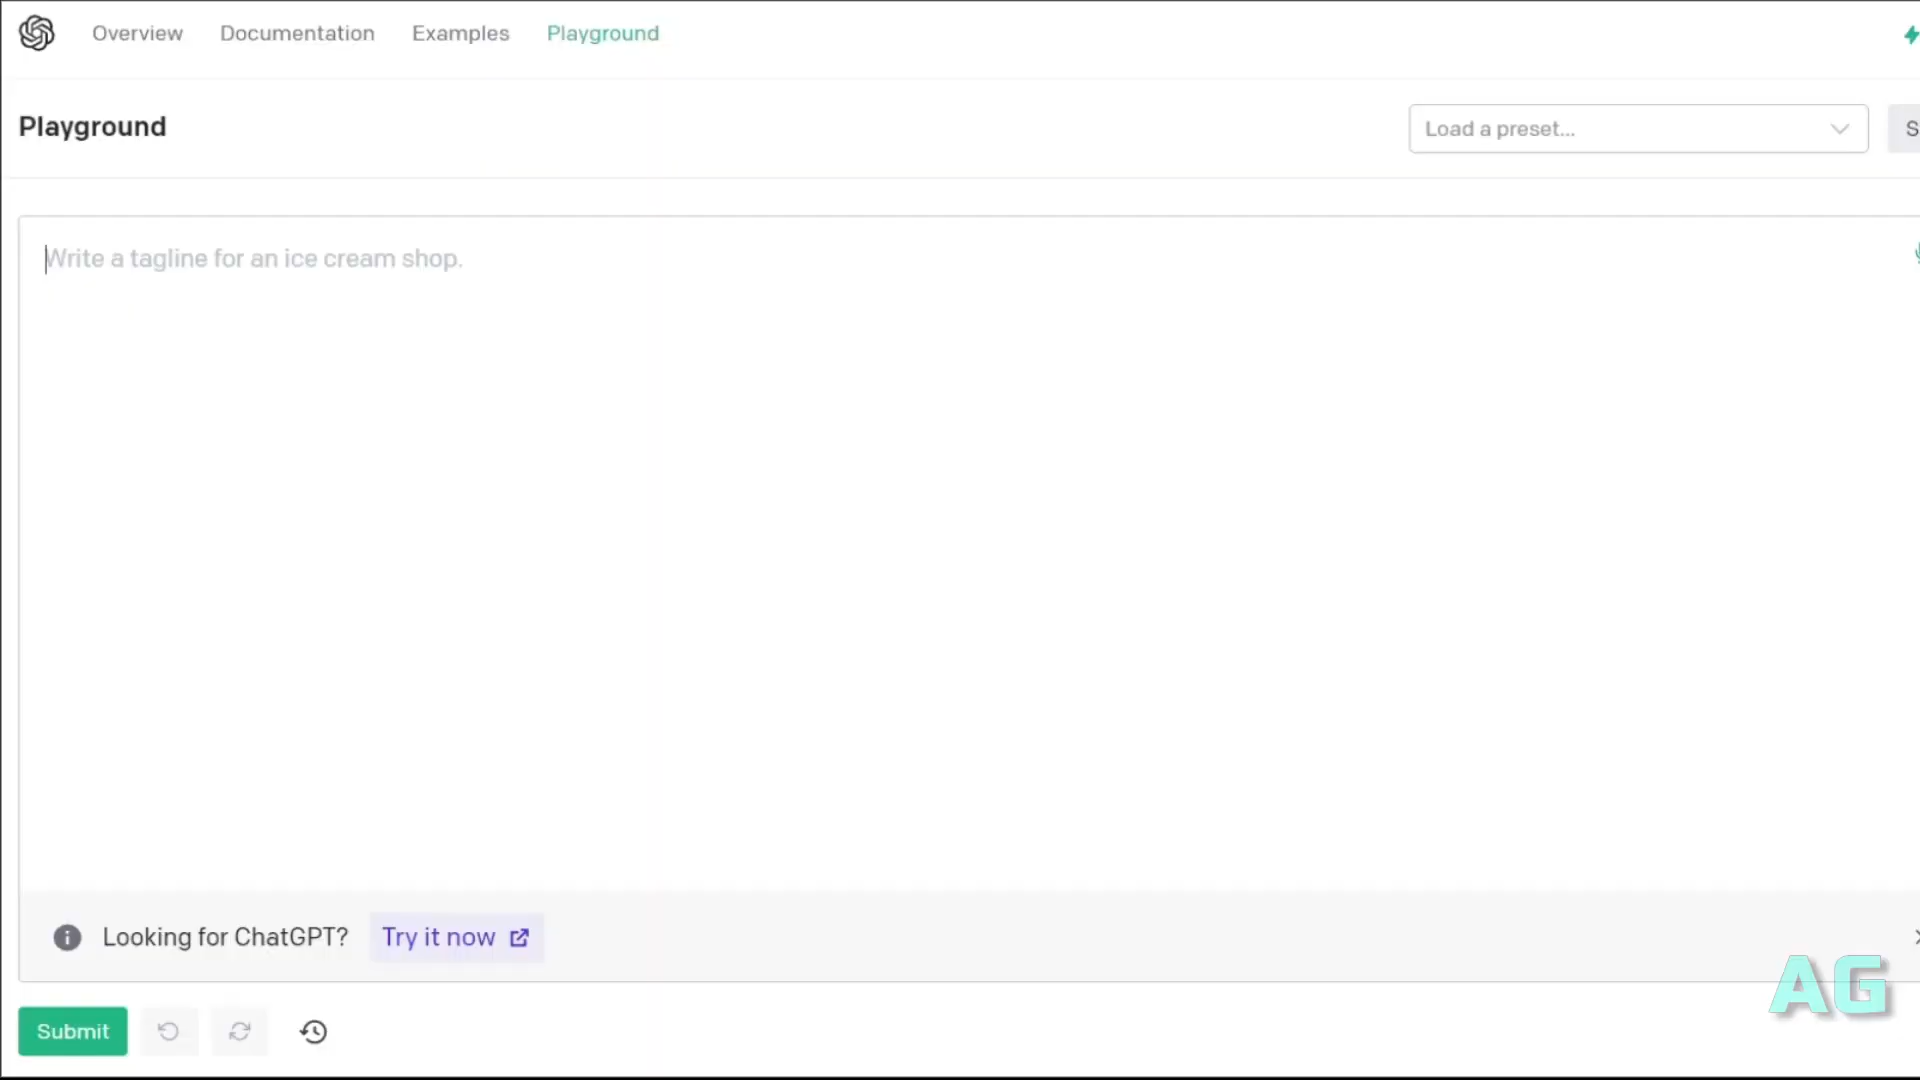 Overview Documentation Examples Playground
Playground
Load a preset...
S
Write a tagline for an ice cream shop.
Looking for ChatGPT? Try it now
AG
Submit